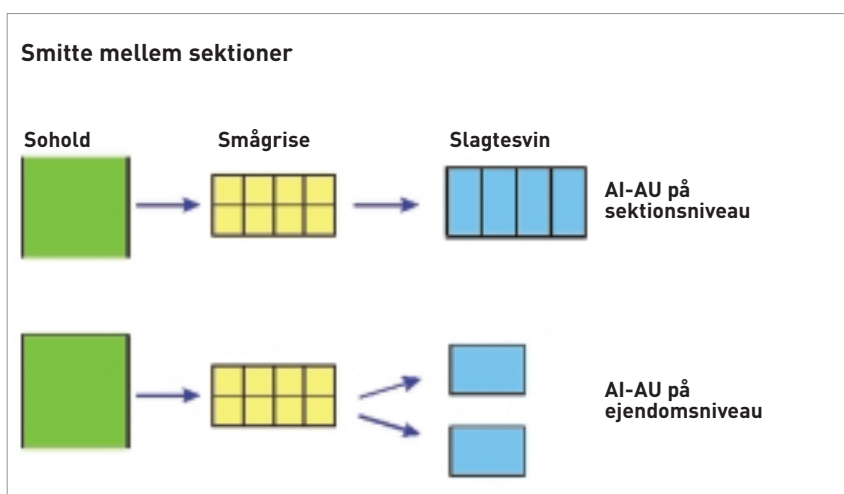 Smitte mellem sektioner
Sohold
Smågrise
Slagtesvin
AI-AU på
sektionsniveau
AI-AU på
ejendomsniveau